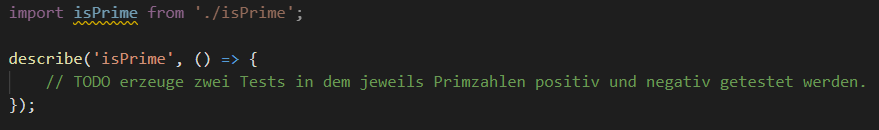 import isPrime from './isPrime';
describe('isPrime', () => {
// TODO erzeuge zwei Tests in dem jeweils Primzahlen positiv und negativ getestet werden.
});